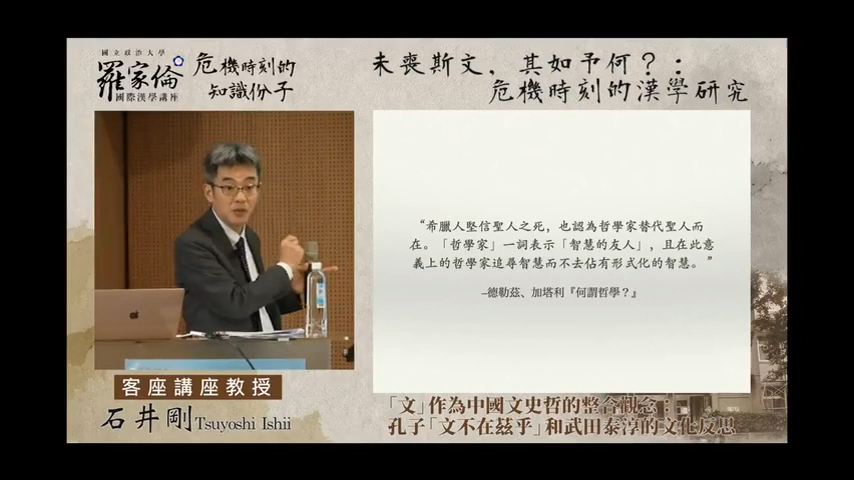 國立政治大學
羅家倫
國際漢學講座
危機時刻的
知識份子
未喪斯文，其如予何？：
危機時刻的漢學研究
“希臘人堅信聖人之死，也認為哲學家替代聖人而
在。「哲學家」一詞表示「智慧的友人」，且在此意
義上的哲學家追尋智慧而不去佔有形式化的智慧。”
–德勒茲、加塔利『何謂哲學？』
客座講座教授
石井剛Tsuyoshi Ishii
「文」作為中國文史哲的整合觀念：
孔子「文不在茲乎」和武田泰淳的文化反思